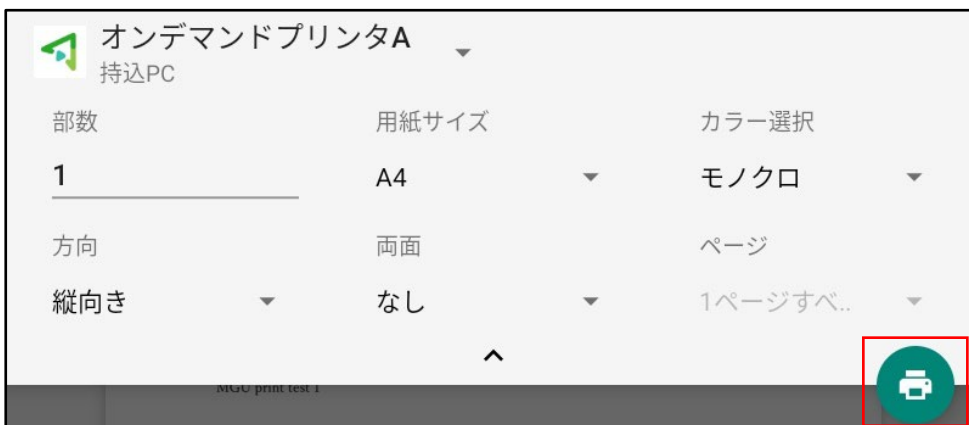 オンデマンドプリンタA
持込PC
部数 用紙サイズ カラー選択
1 A4 モノクロ
方向 両面 ページ
縦向き なし 1ページすべ..
MGU print test 1